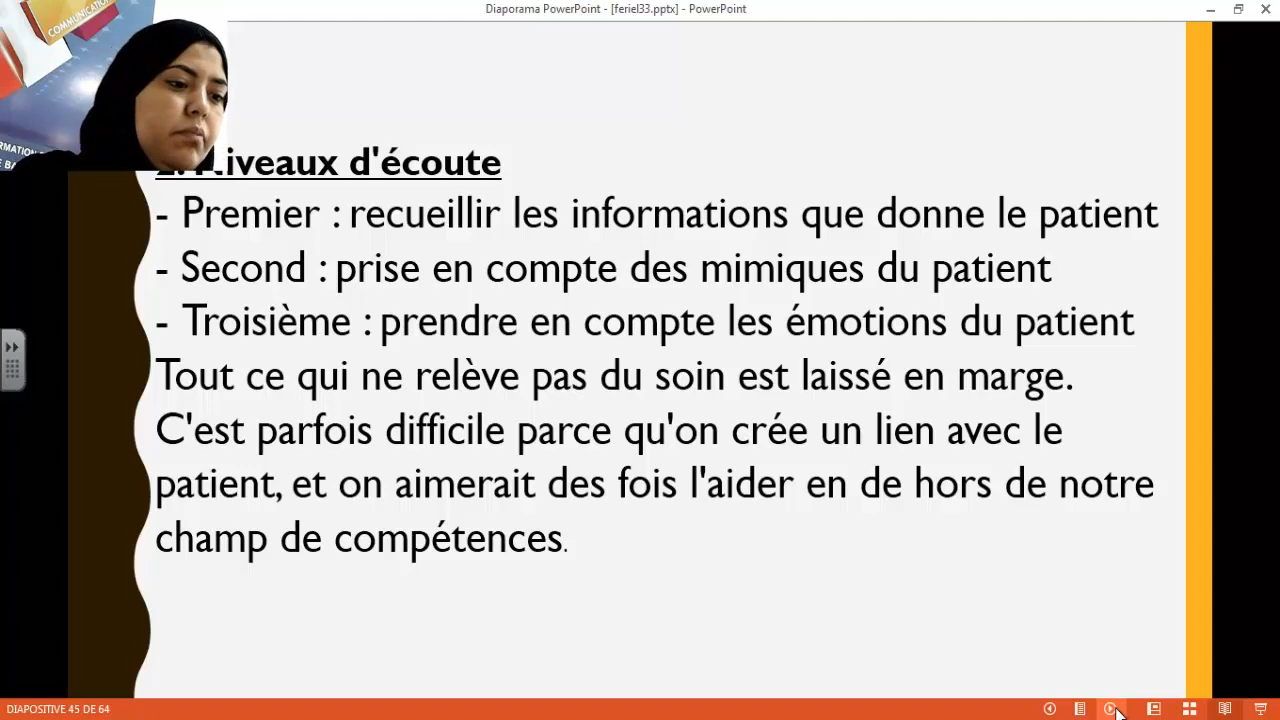 Diaporama PowerPoint - [feriel33.pptx] - PowerPoint
COMMUNICATION
iveaux d'écoute
- Premier : recueillir les informations que donne le patient
- Second : prise en compte des mimiques du patient
- Troisième : prendre en compte les émotions du patient
Tout ce qui ne relève pas du soin est laissé en marge.
C'est parfois difficile parce qu'on crée un lien avec le
patient, et on aimerait des fois l'aider en de hors de notre
champ de compétences.
DIAPOSITIVE 45 DE 64